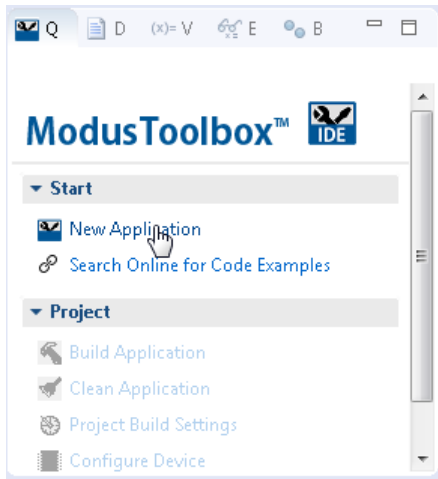 Q D (x)= V E B
ModusToolbox™ IDE
Start
New Application
Search Online for Code Examples
Project
Build Application
Clean Application
Project Build Settings
Configure Device